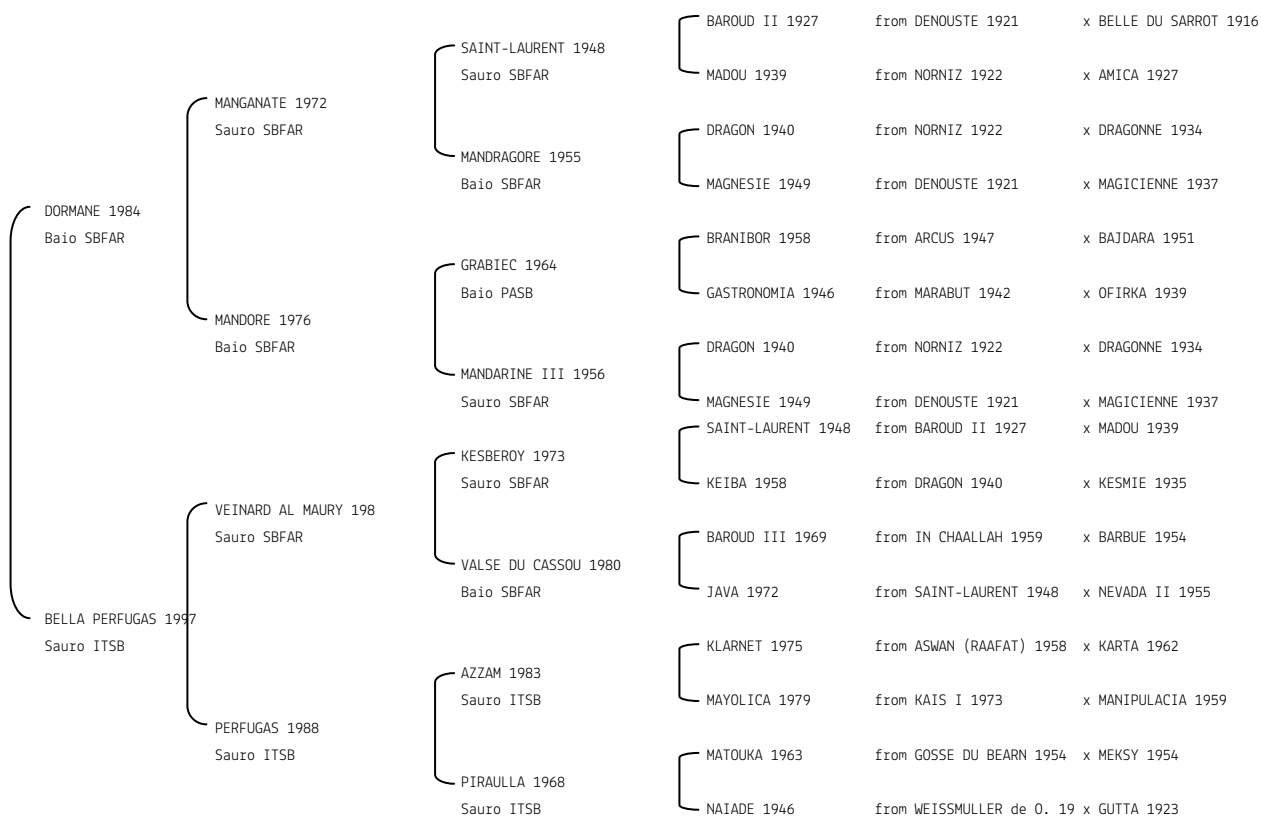 BAROUD II 1927 from DENOUSTE 1921 x BELLE DU SARROT 1916
SAINT-LAURENT 1948
Sauro SBFAR
MADOU 1939 from NORNIZ 1922 x AMICA 1927
MANGANATE 1972
Sauro SBFAR
DRAGON 1940 from NORNIZ 1922 x DRAGONNE 1934
MANDRAGORE 1955
Baio SBFAR
MAGNESIE 1949 from DENOUSTE 1921 x MAGICIENNE 1937
DORMANE 1984
Baio SBFAR
BRANIBOR 1958 from ARCUS 1947 x BAJDARA 1951
GRABIEC 1964
Baio PASB
GASTRONOMIA 1946 from MARABUT 1942 x OFIRKA 1939
MANDORE 1976
Baio SBFAR
DRAGON 1940 from NORNIZ 1922 x DRAGONNE 1934
MANDARINE III 1956
Sauro SBFAR
MAGNESIE 1949 from DENOUSTE 1921 x MAGICIENNE 1937
SAINT-LAURENT 1948 from BAROUD II 1927 x MADOU 1939
KESBEROY 1973
Sauro SBFAR
KEIBA 1958 from DRAGON 1940 x KESMIE 1935
VEINARD AL MAURY 198
Sauro SBFAR
BAROUD III 1969 from IN CHAALLAH 1959 x BARBUE 1954
VALSE DU CASSOU 1980
Baio SBFAR
JAVA 1972 from SAINT-LAURENT 1948 x NEVADA II 1955
BELLA PERFUGAS 1997
Sauro ITSB
KLARNET 1975 from ASWAN (RAAFAT) 1958 x KARTA 1962
AZZAM 1983
Sauro ITSB
MAYOLICA 1979 from KAIS I 1973 x MANIPULACIA 1959
PERFUGAS 1988
Sauro ITSB
MATOUKA 1963 from GOSSE DU BEARN 1954 x MEKSY 1954
PIRAULLA 1968
Sauro ITSB
NAIADE 1946 from WEISSMULLER de O. 19 x GUTTA 1923